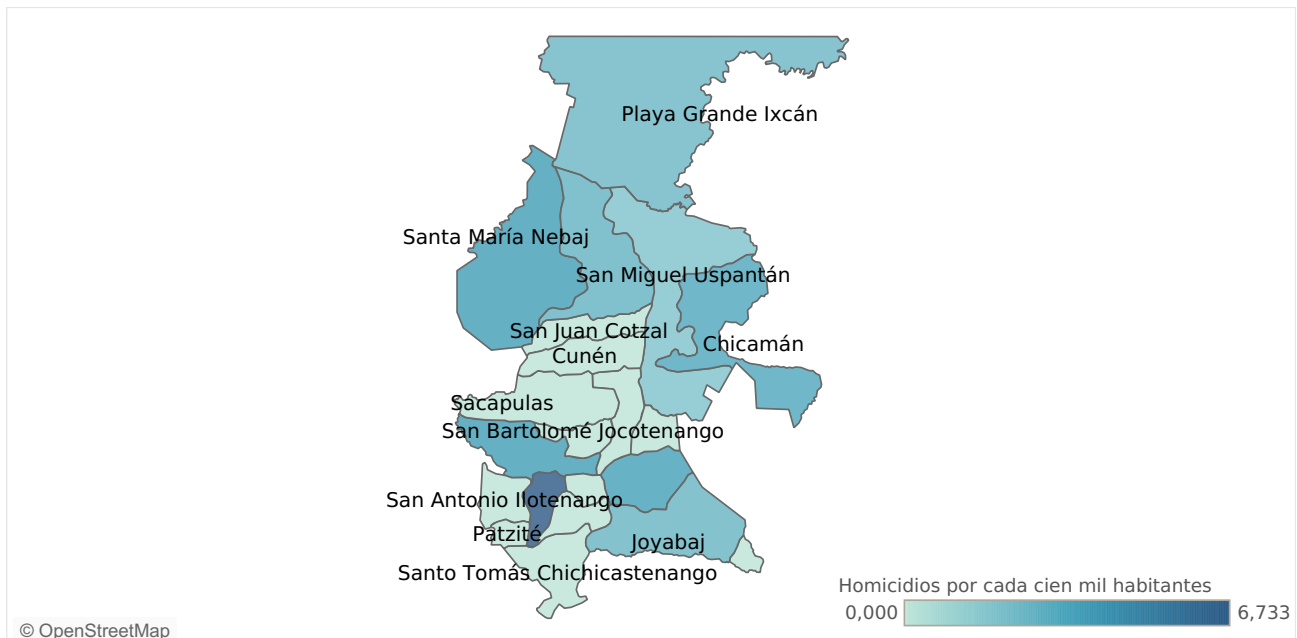 Playa Grande Ixcán
Santa María Nebaj
San Miguel Uspantán
San Juan Cotzal
Chicamán
Cunén
Sacapulas
San Bartolomé Jocotenango
San Antonio Ilotenango
Patzité
Joyabaj
Santo Tomás Chichicastenango
Homicidios por cada cien mil habitantes
0,000 6,733
© OpenStreetMap